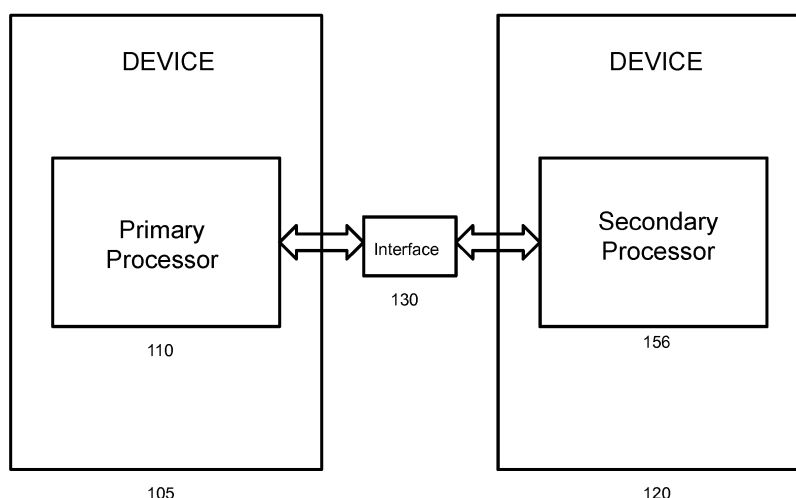 DEVICE
DEVICE
Primary
Processor
Interface
Secondary
Processor
130
110
156
105
120